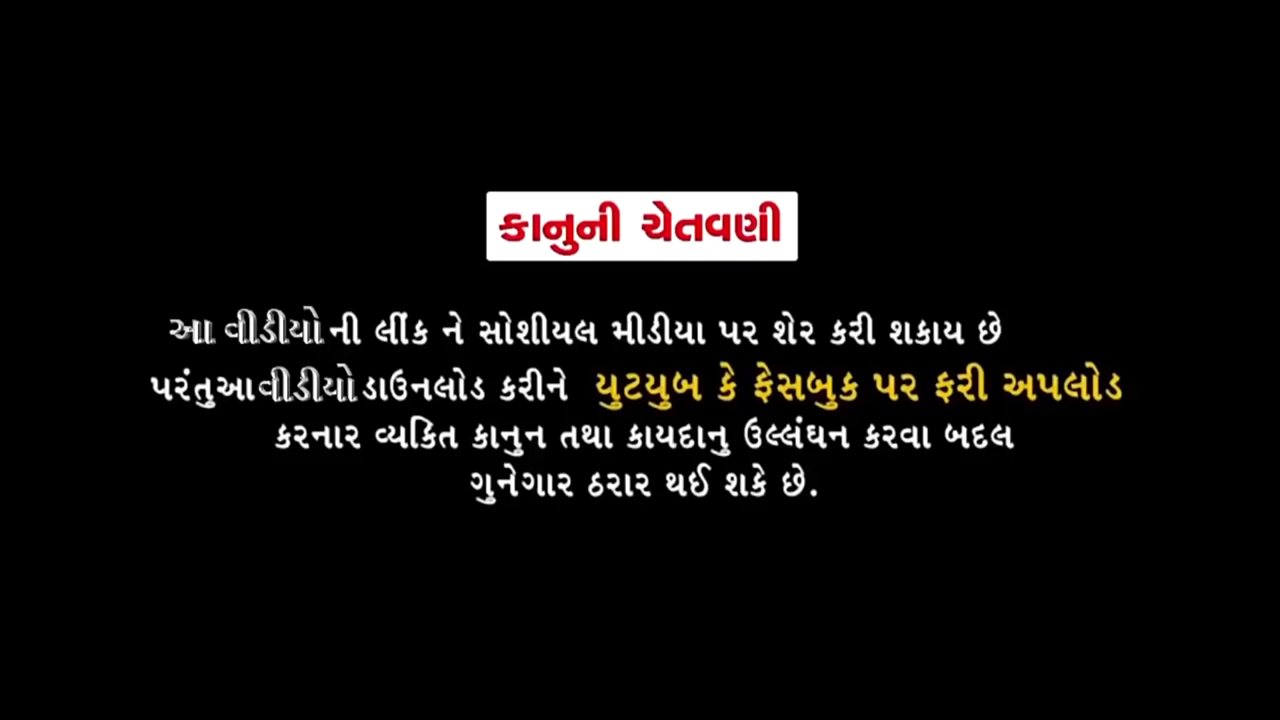 કાનુની ચેતવણી
આ વીડીયો ની લીંક ને સોશીયલ મીડીયા પર શેર કરી શકાય છે
પરંતુઆવીડીયો ડાઉનલોડ કરીને યુટયુબ કે ફેસબુક પર ફરી અપલોડ
કરનાર વ્યકિત કાનુન તથા કાયદાનુ ઉલ્લંઘન કરવા બદલ
ગુનેગાર ઠરાર થઈ શકે છે.